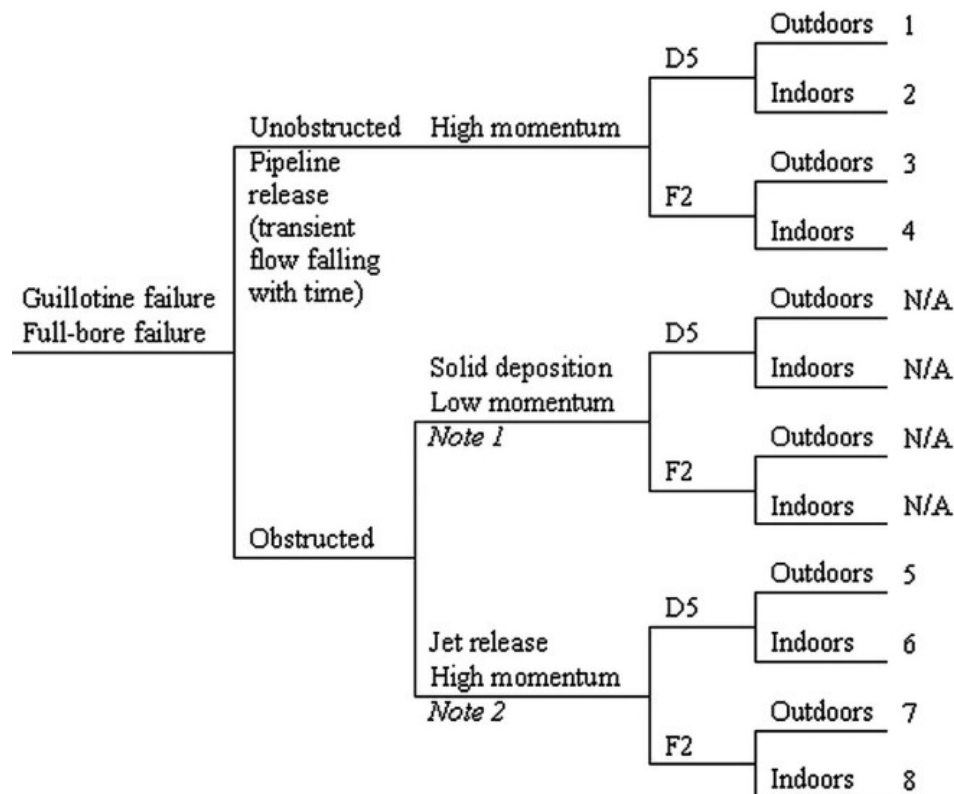 Guillotine failure
Full-bore failure
Unobstructed
Pipeline
release
(transient
flow falling
with time)
High momentum
D5
Outdoors 1
Indoors 2
F2
Outdoors 3
Indoors 4
Obstructed
Solid deposition
Low momentum
Note 1
D5
Outdoors N/A
Indoors N/A
F2
Outdoors N/A
Indoors N/A
Jet release
High momentum
Note 2
D5
Outdoors 5
Indoors 6
F2
Outdoors 7
Indoors 8